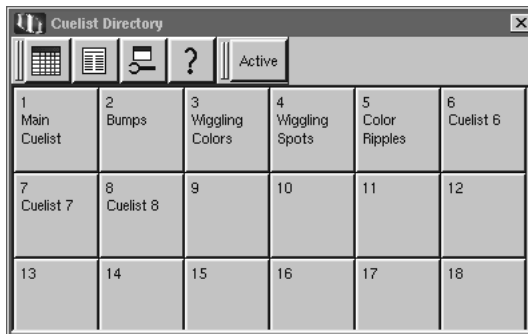 Cuelist Directory
Active
1
Main
Cuelist
2
Bumps
3
Wiggling
Colors
4
Wiggling
Spots
5
Color
Ripples
6
Cuelist 6
7
Cuelist 7
8
Cuelist 8
9
10
11
12
13
14
15
16
17
18